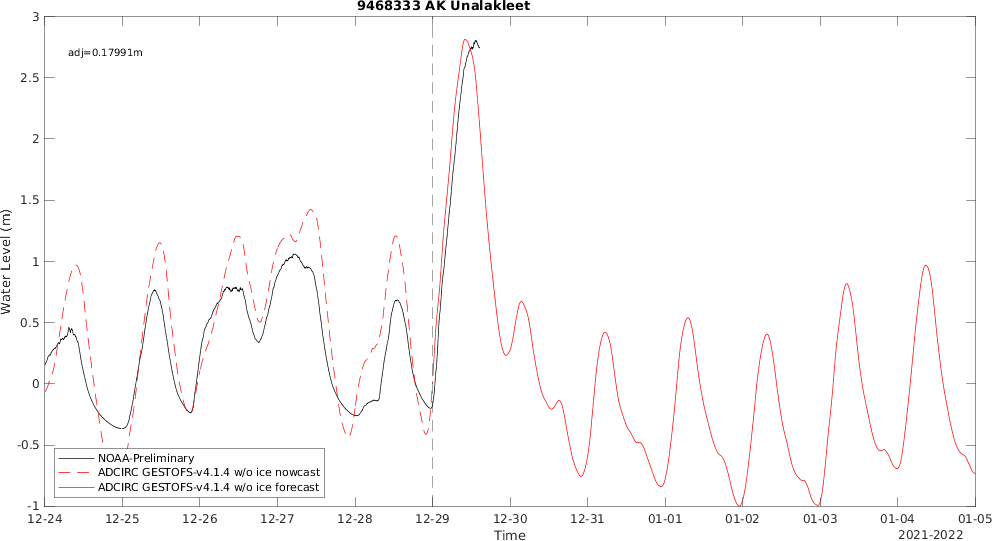 9468333 AK Unalakleet
adj=0.17991m
3
2.5
2
1.5
1
0.5
0
-0.5
-1
Water Level (m)
NOAA-Preliminary
ADCIRC GESTOFS-v4.1.4 w/o ice nowcast
ADCIRC GESTOFS-v4.1.4 w/o ice forecast
12-24 12-25 12-26 12-27 12-28 12-29 12-30 12-31 01-01 01-02 01-03 01-04 01-05
Time
2021-2022